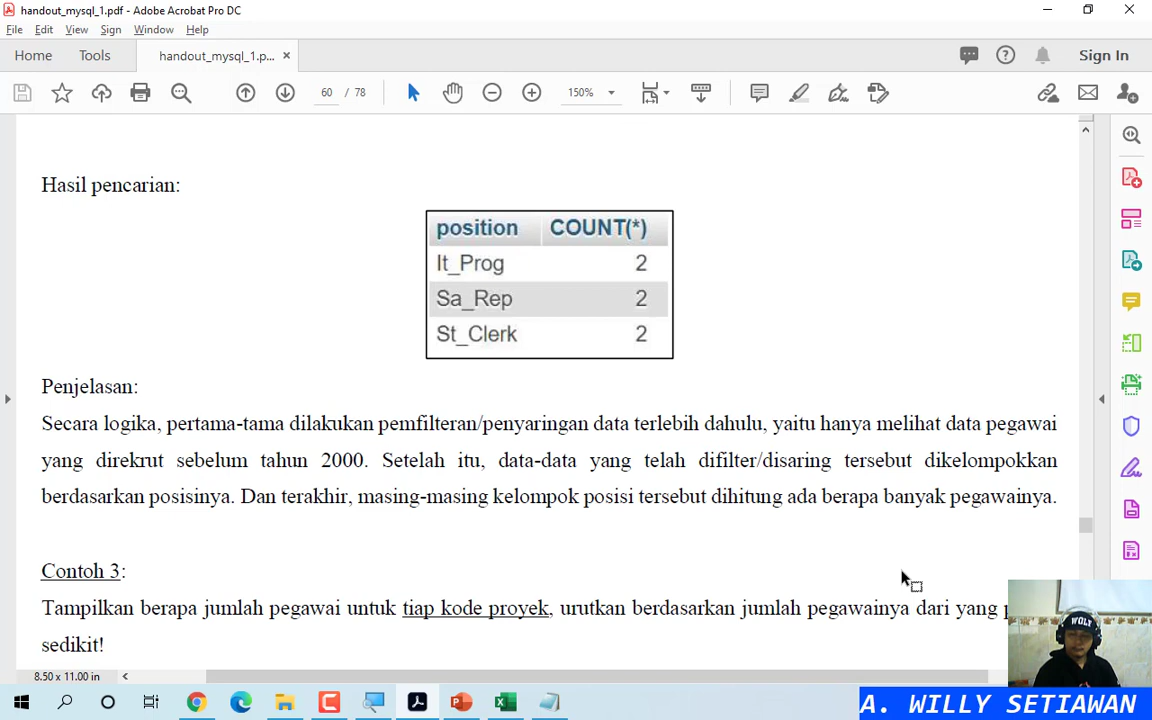 handout_mysql_1.pdf - Adobe Acrobat Pro DC
File Edit View Sign Window Help
Home Tools handout_mysql_1.p... × Sign In
60 / 78 150%
Hasil pencarian:
position COUNT(*)
It_Prog 2
Sa_Rep 2
St_Clerk 2
Penjelasan:
Secara logika, pertama-tama dilakukan pemfilteran/penyaringan data terlebih dahulu, yaitu hanya melihat data pegawai
yang direkrut sebelum tahun 2000. Setelah itu, data-data yang telah difilter/disaring tersebut dikelompokkan
berdasarkan posisinya. Dan terakhir, masing-masing kelompok posisi tersebut dihitung ada berapa banyak pegawainya.
Contoh 3:
Tampilkan berapa jumlah pegawai untuk tiap kode proyek, urutkan berdasarkan jumlah pegawainya dari yang
sedikit!
8.50 x 11.00 in
WOLF
A. WILLY SETIAWAN